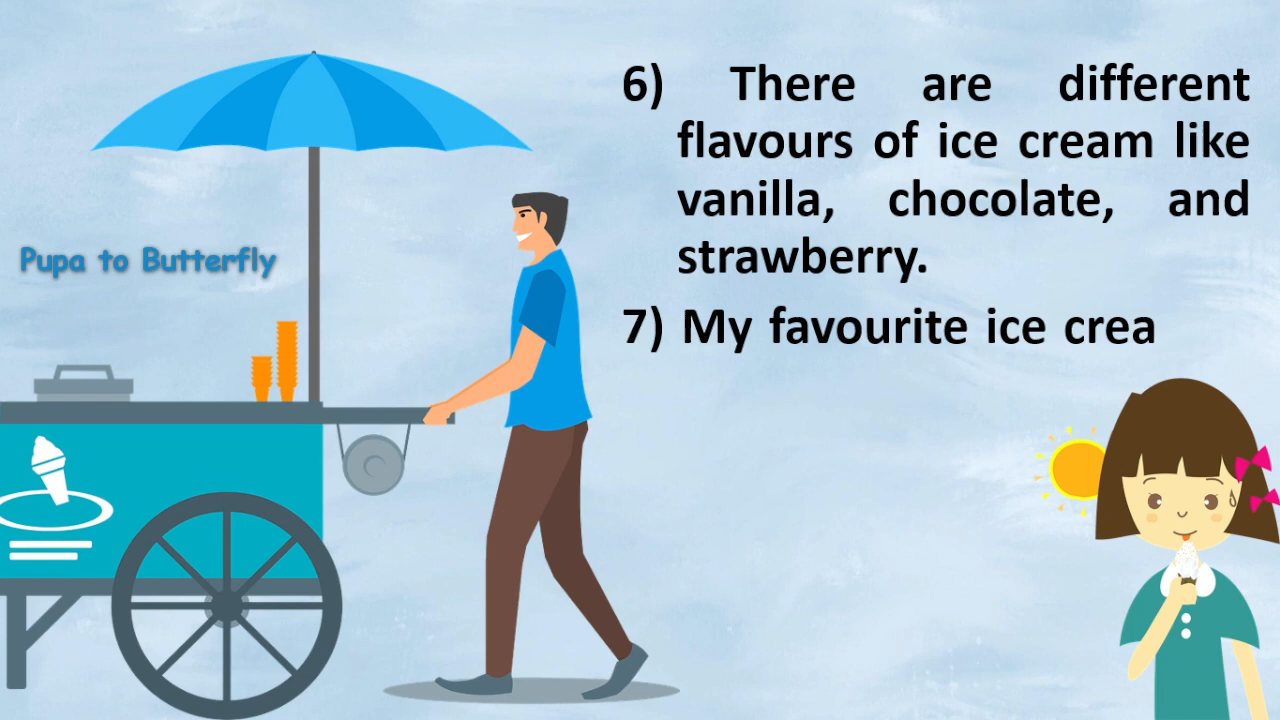 6) There are different
flavours of ice cream like
vanilla, chocolate, and
strawberry.
Pupa to Butterfly
7) My favourite ice crea